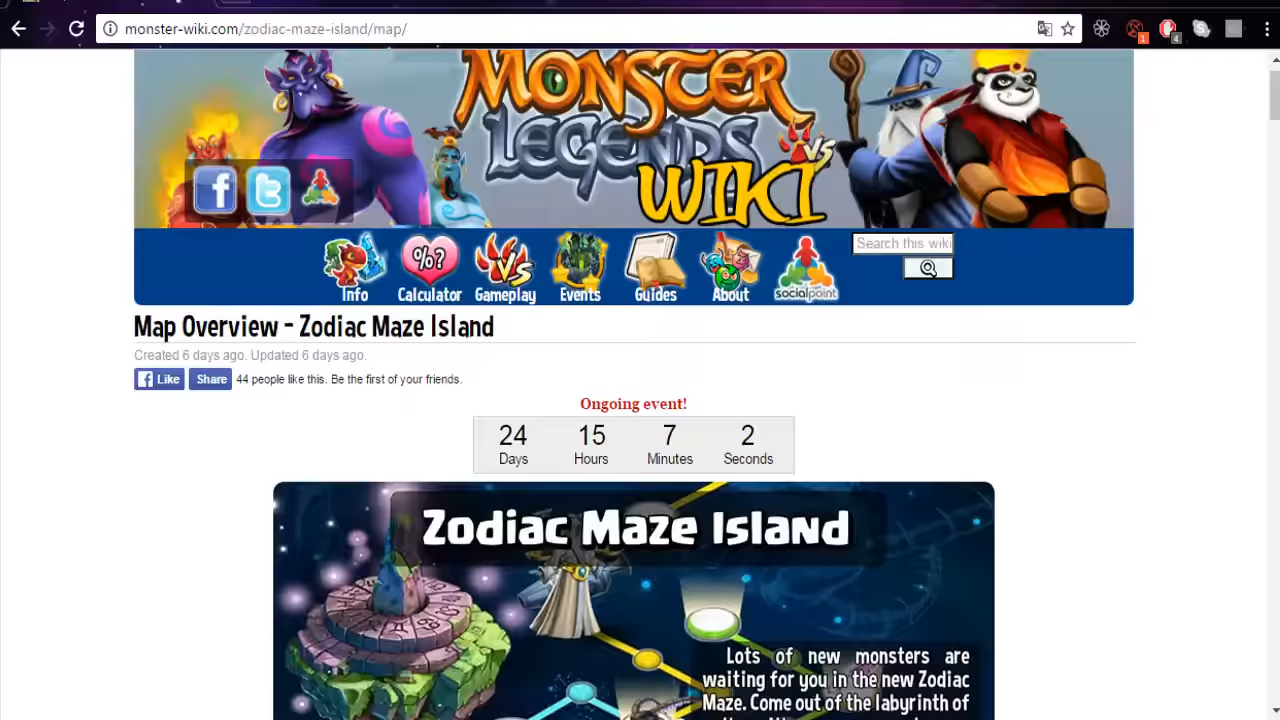 monster-wiki.com/zodiac-maze-island/map/
1
4
MONSTER
LEGENDS VS
WIKI
%?
VS
Search this wiki
Info
Calculator
Gameplay
Events
Guides
About
socialpoint
Map Overview - Zodiac Maze Island
Created 6 days ago. Updated 6 days ago.
Like
Share
44 people like this. Be the first of your friends.
Ongoing event!
24 15 7 2
Days Hours Minutes Seconds
Zodiac Maze Island
Lots of new monsters are
waiting for you in the new Zodiac
Maze. Come out of the labyrinth of